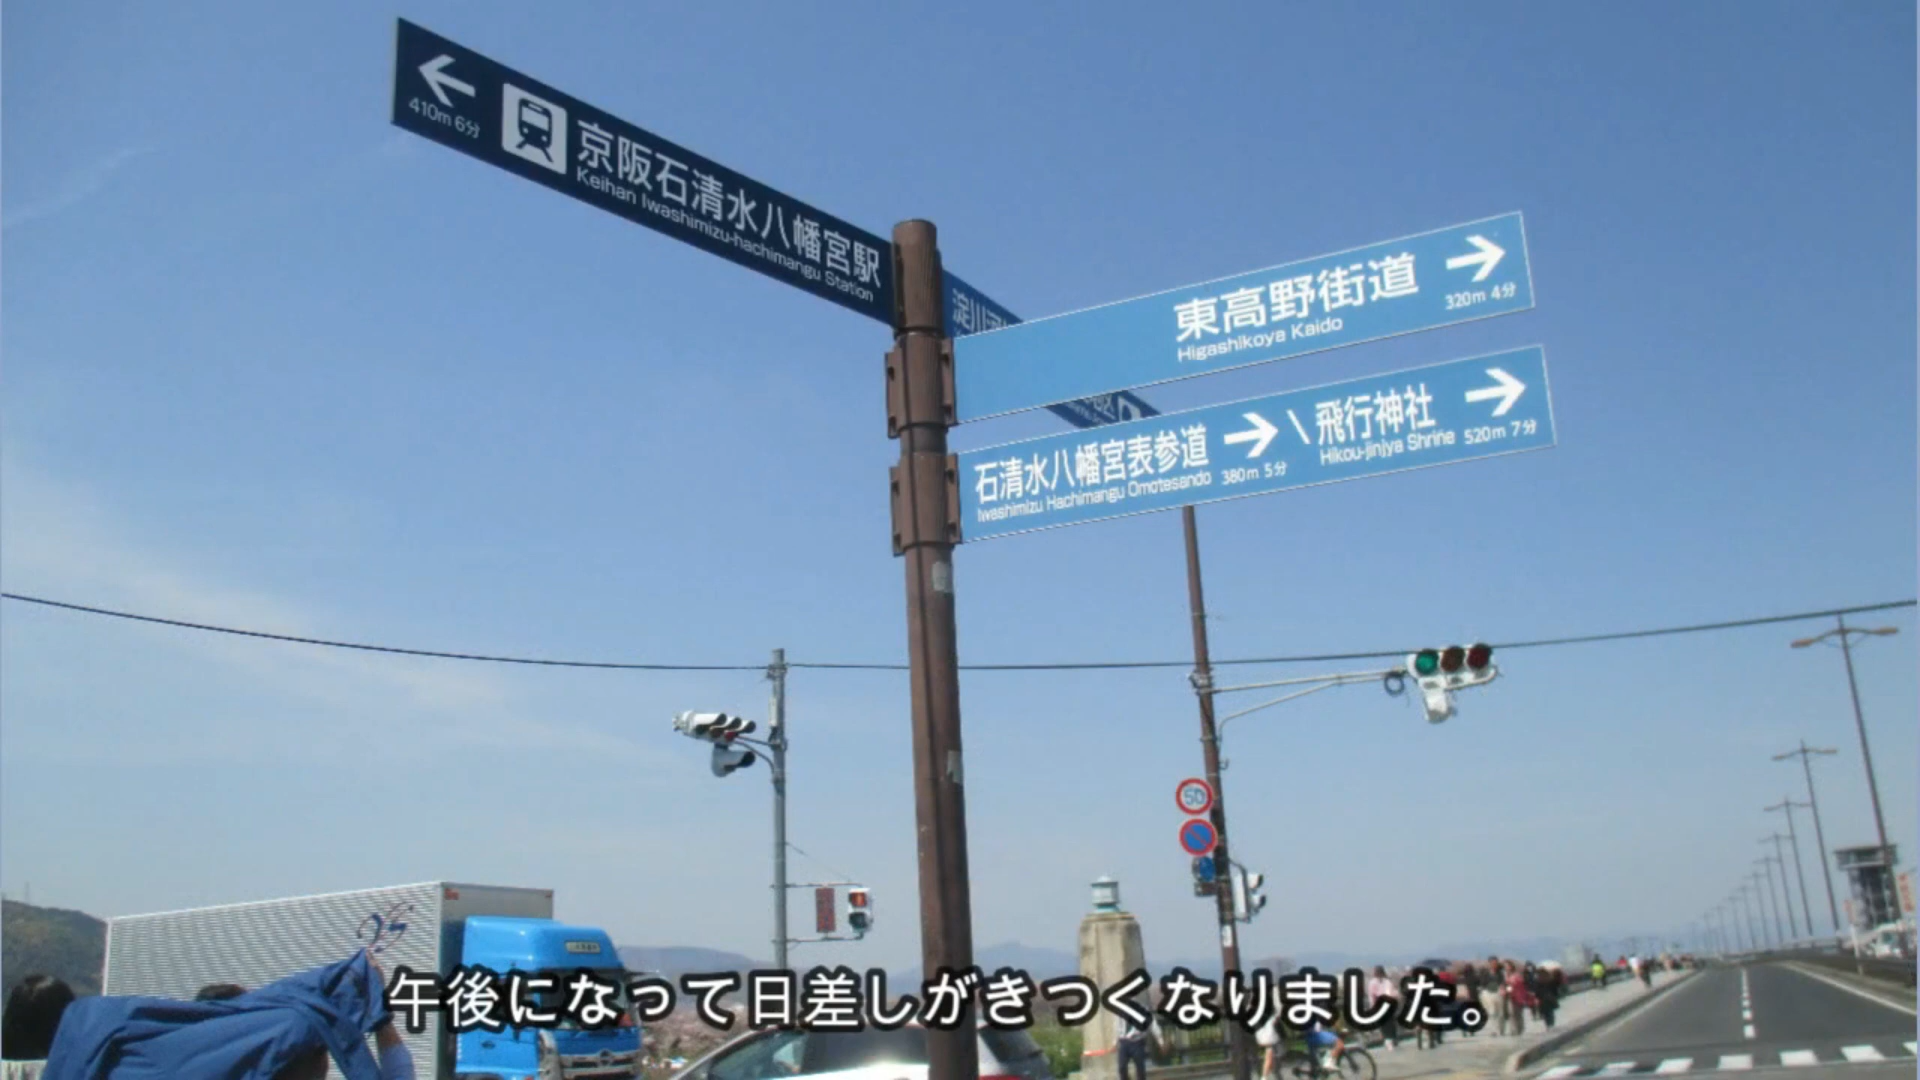 410m 6分
京阪石清水八幡宮駅
Keihan Iwashimizu-hachimangu Station
淀川河
東高野街道
Higashikoya Kaido
320m 4分
石清水八幡宮表参道
Iwashimizu Hachimangu Omotesando
380m 5分
飛行神社
Hikou-jinjya Shrine
520m 7分
50
午後になって日差しがきつくなりました。